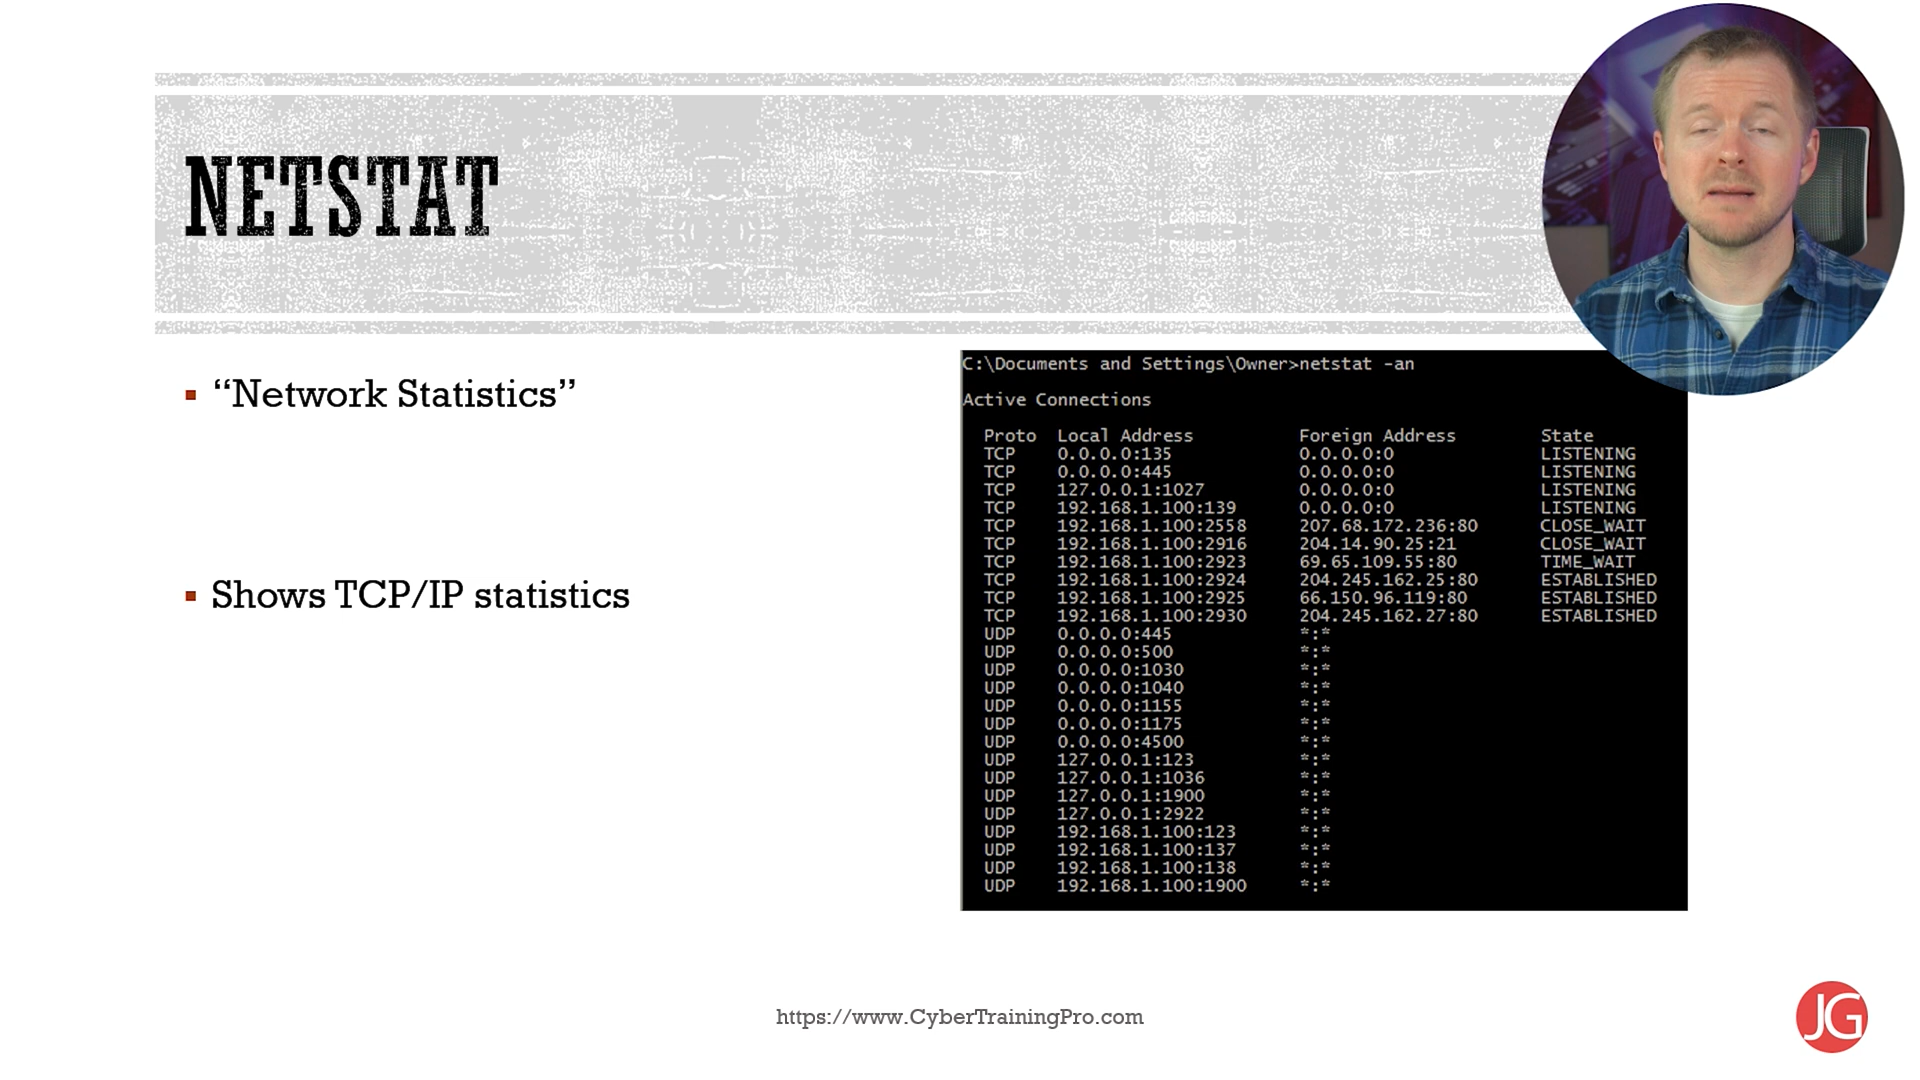 NETSTAT
“Network Statistics”
Shows TCP/IP statistics
C:\Documents and Settings\Owner>netstat -an
Active Connections
Proto Local Address Foreign Address State
TCP 0.0.0.0:135 0.0.0.0:0 LISTENING
TCP 0.0.0.0:445 0.0.0.0:0 LISTENING
TCP 127.0.0.1:1027 0.0.0.0:0 LISTENING
TCP 192.168.1.100:139 0.0.0.0:0 LISTENING
TCP 192.168.1.100:2558 207.68.172.236:80 CLOSE_WAIT
TCP 192.168.1.100:2916 204.14.90.25:21 CLOSE_WAIT
TCP 192.168.1.100:2923 69.65.109.55:80 TIME_WAIT
TCP 192.168.1.100:2924 204.245.162.25:80 ESTABLISHED
TCP 192.168.1.100:2925 66.150.96.119:80 ESTABLISHED
TCP 192.168.1.100:2930 204.245.162.27:80 ESTABLISHED
UDP 0.0.0.0:445 *:*
UDP 0.0.0.0:500 *:*
UDP 0.0.0.0:1030 *:*
UDP 0.0.0.0:1040 *:*
UDP 0.0.0.0:1155 *:*
UDP 0.0.0.0:1175 *:*
UDP 0.0.0.0:4500 *:*
UDP 127.0.0.1:123 *:*
UDP 127.0.0.1:1036 *:*
UDP 127.0.0.1:1900 *:*
UDP 127.0.0.1:2922 *:*
UDP 192.168.1.100:123 *:*
UDP 192.168.1.100:137 *:*
UDP 192.168.1.100:138 *:*
UDP 192.168.1.100:1900 *:*
https://www.CyberTrainingPro.com
JG